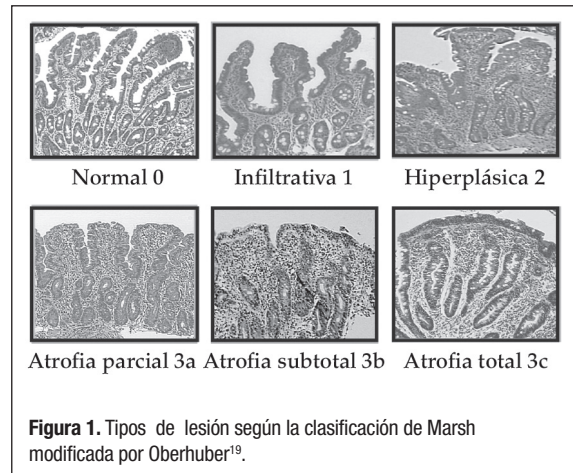 Normal 0 Infiltrativa 1 Hiperplásica 2
Atrofia parcial 3a Atrofia subtotal 3b Atrofia total 3c
Figura 1. Tipos de lesión según la clasificación de Marsh
modificada por Oberhuber19.